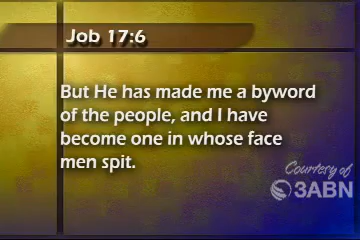 Job 17:6
But He has made me a byword
of the people, and I have
become one in whose face
men spit.
Courtesy of
3ABN